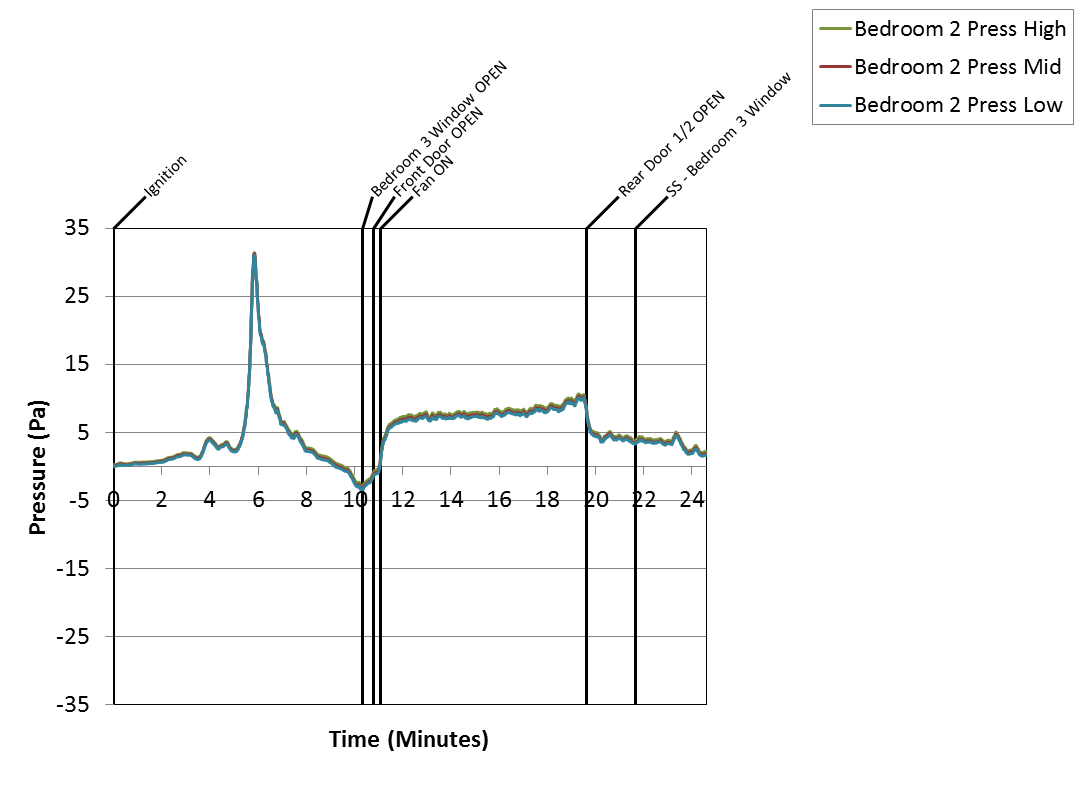 Bedroom 2 Press High
Bedroom 2 Press Mid
Bedroom 2 Press Low
Ignition
Bedroom 3 Window OPEN
Front Door OPEN
Fan ON
Rear Door 1/2 OPEN
SS - Bedroom 3 Window
35
25
15
5
-5
-15
-25
-35
0 2 4 6 8 10 12 14 16 18 20 22 24
Pressure (Pa)
Time (Minutes)